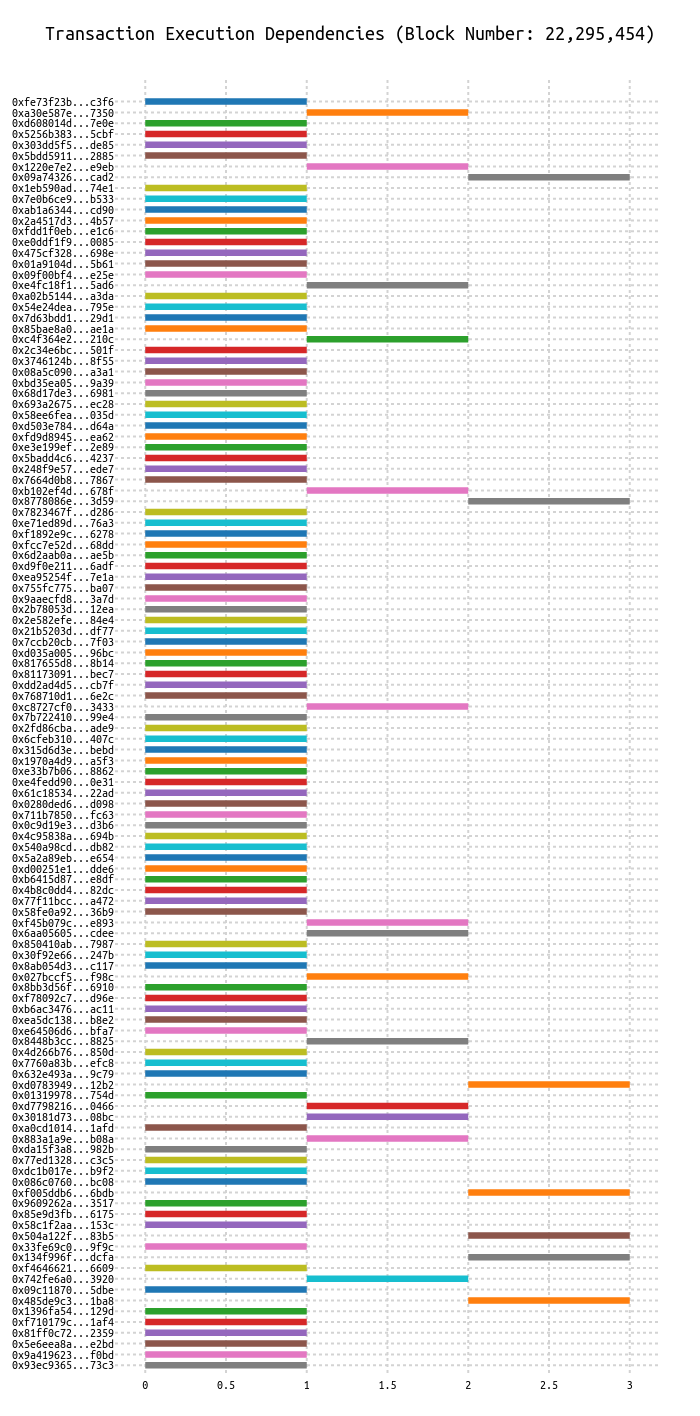 Transaction Execution Dependencies (Block Number: 22,295,454)
0xfe73f23b...c3f6
0xa30e587e...7350
0xd608014d...7e0e
0x5256b383...5cbf
0x303dd5f5...de85
0x5bdd5911...2885
0x1220e7e2...e9eb
0x09a74326...cad2
0x1eb590ad...74e1
0x7e0b6ce9...b533
0xab1a6344...cd90
0x2a4517d3...4b57
0xfdd1f0eb...e1c6
0xe0ddf1f9...0085
0x475cf328...698e
0x01a9104d...5b61
0x09f00bf4...e25e
0xe4fc18f1...5ad6
0xa02b5144...a3da
0x54e24dea...795e
0x7d63bdd1...29d1
0x85bae8a0...ae1a
0xc4f364e2...210c
0x2c34e6bc...501f
0x3746124b...8f55
0x08a5c090...a3a1
0xbd35ea05...9a39
0x68d17de3...6981
0x693a2675...ec28
0x58ee6fea...035d
0xd503e784...d64a
0xfd9d8945...ea62
0xe3e199ef...2e89
0x5badd4c6...4237
0x248f9e57...ede7
0x7664d0b8...7867
0xb102ef4d...678f
0x8778086e...3d59
0x7823467f...d286
0xe71ed89d...76a3
0xf1892e9c...6278
0xfcc7e52d...68dd
0x6d2aab0a...ae5b
0xd9f0e211...6adf
0xea95254f...7e1a
0x755fc775...ba07
0x9aaecfd8...3a7d
0x2b78053d...12ea
0x2e582efe...84e4
0x21b5203d...df77
0x7ccb20cb...7f03
0xd035a005...96bc
0x817655d8...8b14
0x81173091...bec7
0xdd2ad4d5...cb7f
0x768710d1...6e2c
0xc8727cf0...3433
0x7b722410...99e4
0x2fd86cba...ade9
0x6cfeb310...407c
0x315d6d3e...bebd
0x1970a4d9...a5f3
0xe33b7b06...8862
0xe4fedd90...0e31
0x61c18534...22ad
0x0280ded6...d098
0x711b7850...fc63
0x0c9d19e3...d3b6
0x4c95838a...694b
0x540a98cd...db82
0x5a2a89eb...e654
0xd00251e1...dde6
0xb6415d87...e8df
0x4b8c0dd4...82dc
0x77f11bcc...a472
0x58fe0a92...36b9
0xf45b079c...e893
0x6aa05605...cdee
0x850410ab...7987
0x30f92e66...247b
0x8ab054d3...c117
0x027bccf5...f98c
0x8bb3d56f...6910
0xf78092c7...d96e
0xb6ac3476...ac11
0xea5dc138...b8e2
0xe64506d6...bfa7
0x8448b3cc...8825
0x4d266b76...850d
0x7760a83b...efc8
0x632e493a...9c79
0xd0783949...12b2
0x01319978...754d
0xd7798216...0466
0x30181d73...08bc
0xa0cd1014...1afd
0x883a1a9e...b08a
0xda15f3a8...982b
0x77ed1328...c3c5
0xdc1b017e...b9f2
0x086c0760...bc08
0xf005ddb6...6bdb
0x9609262a...3517
0x85e9d3fb...6175
0x58c1f2aa...153c
0x504a122f...83b5
0x33fe69c0...9f9c
0x134f996f...dcfa
0xf4646621...6609
0x742fe6a0...3920
0x09c11870...5dbe
0x485de9c3...1ba8
0x1396fa54...129d
0xf710179c...1af4
0x81ff0c72...2359
0x5e6eea8a...e2bd
0x9a419623...f0bd
0x93ec9365...73c3
0 0.5 1 1.5 2 2.5 3